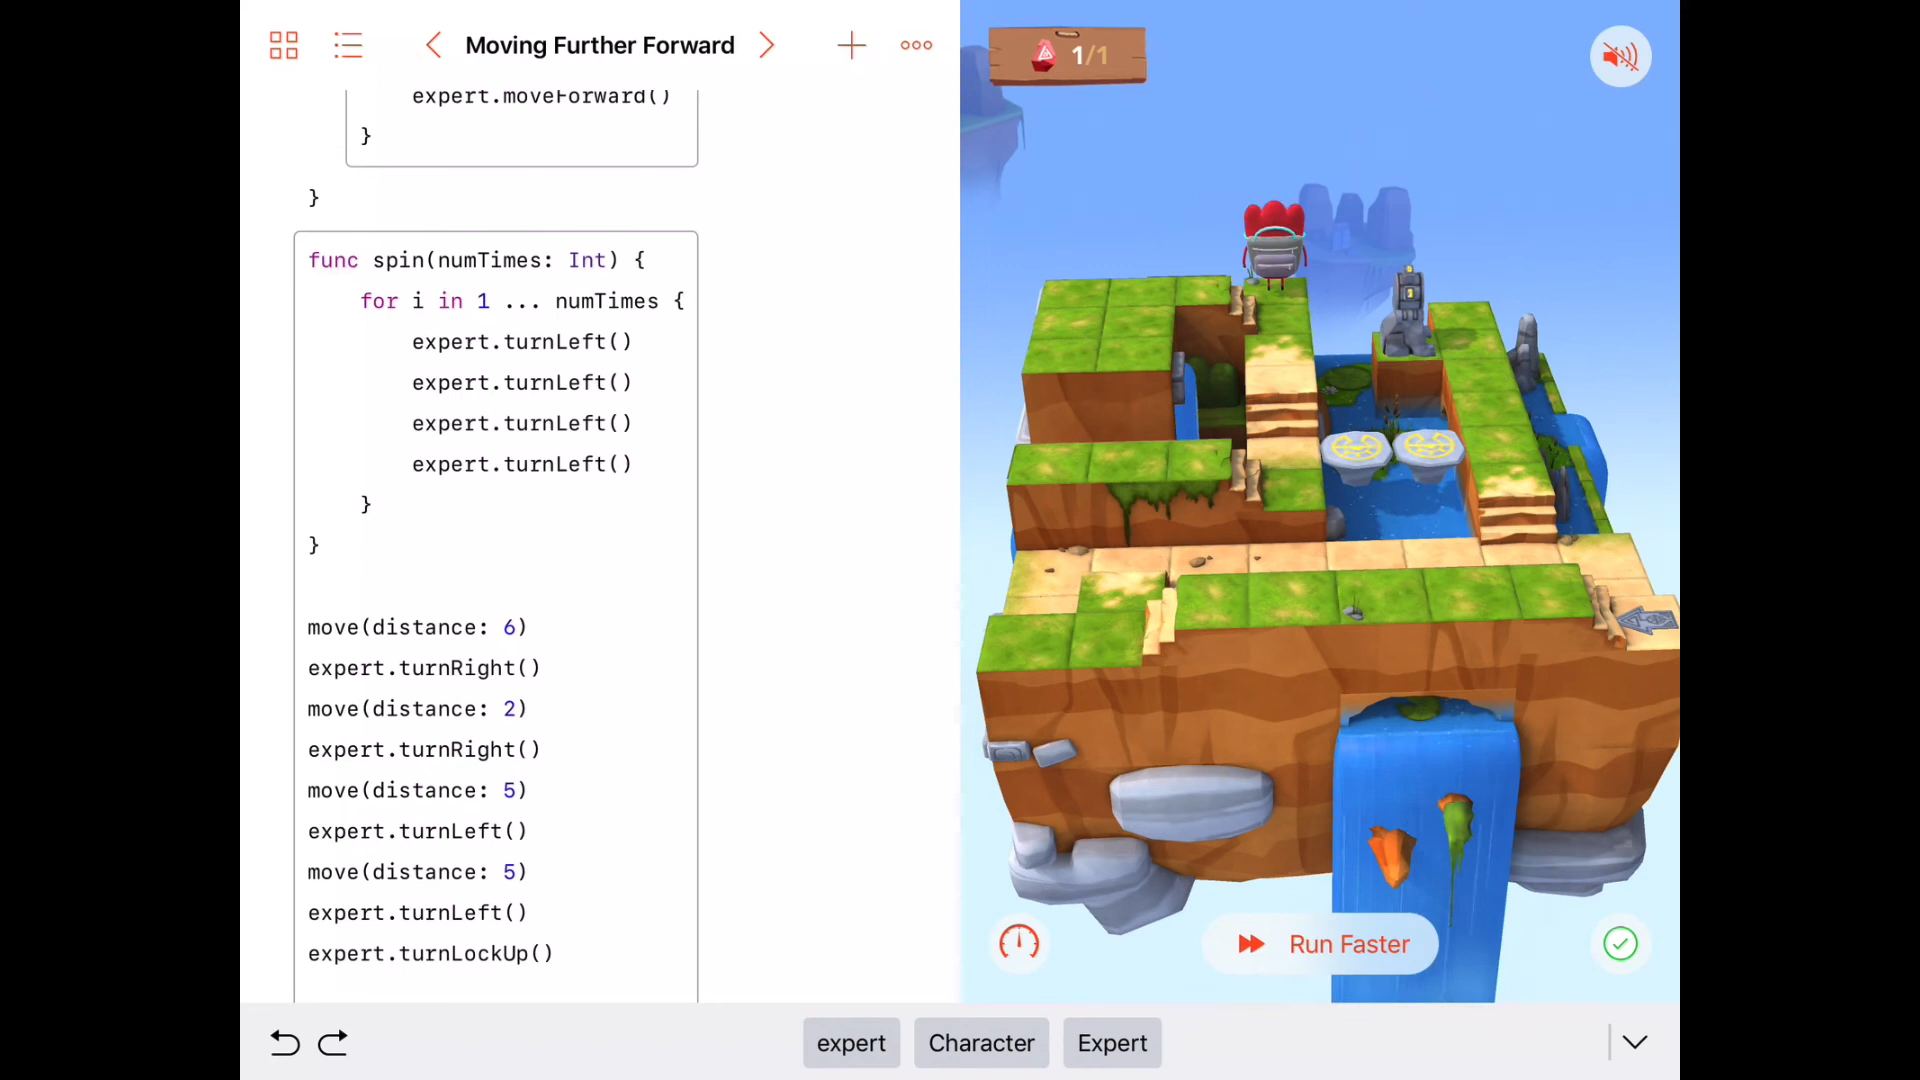 Moving Further Forward
1/1
expert.moveForward()
}
}
func spin(numTimes: Int) {
for i in 1 ... numTimes {
expert.turnLeft()
expert.turnLeft()
expert.turnLeft()
expert.turnLeft()
}
}
move(distance: 6)
expert.turnRight()
move(distance: 2)
expert.turnRight()
move(distance: 5)
expert.turnLeft()
move(distance: 5)
expert.turnLeft()
expert.turnLockUp()
Run Faster
expert
Character
Expert